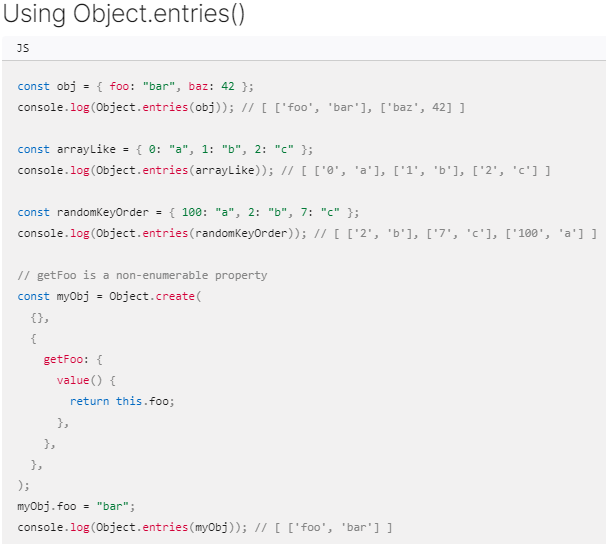 Using Object.entries()
JS
const obj = { foo: "bar", baz: 42 };
console.log(Object.entries(obj)); // [ ['foo', 'bar'], ['baz', 42] ]
const arrayLike = { 0: "a", 1: "b", 2: "c" };
console.log(Object.entries(arrayLike)); // [ ['0', 'a'], ['1', 'b'], ['2', 'c'] ]
const randomKeyOrder = { 100: "a", 2: "b", 7: "c" };
console.log(Object.entries(randomKeyOrder)); // [ ['2', 'b'], ['7', 'c'], ['100', 'a'] ]
// getFoo is a non-enumerable property
const myObj = Object.create(
  {},
  {
    getFoo: {
      value() {
        return this.foo;
      },
    },
  },
);
myObj.foo = "bar";
console.log(Object.entries(myObj)); // [ ['foo', 'bar'] ]